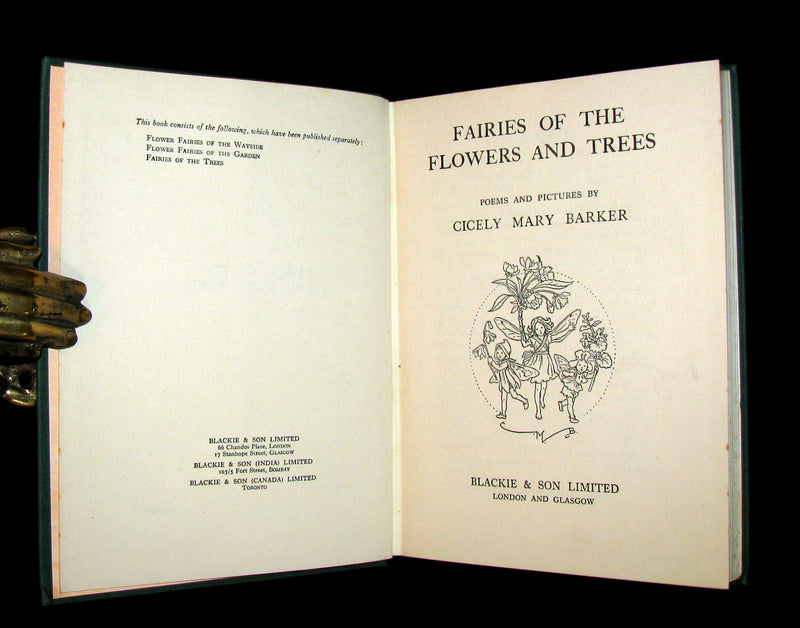 This book consists of the following, which have been published separately:
FLOWER FAIRIES OF THE WAYSIDE
FLOWER FAIRIES OF THE GARDEN
FAIRIES OF THE TREES
BLACKIE & SON LIMITED
66 Chandos Place, LONDON
17 Stanhope Street, GLASGOW
BLACKIE & SON (INDIA) LIMITED
103/5 Fort Street, BOMBAY
BLACKIE & SON (CANADA) LIMITED
TORONTO
FAIRIES OF THE
FLOWERS AND TREES
POEMS AND PICTURES BY
CICELY MARY BARKER
C M B.
BLACKIE & SON LIMITED
LONDON AND GLASGOW